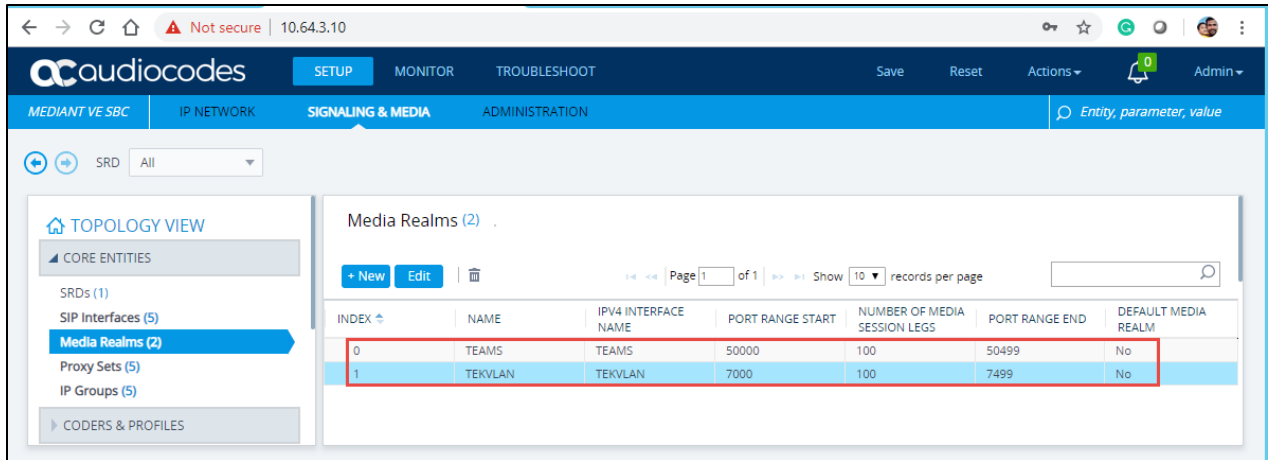 Not secure | 10.64.3.10
audiocodes SETUP MONITOR TROUBLESHOOT Save Reset Actions 0 Admin
MEDIANT VE SBC IP NETWORK SIGNALING & MEDIA ADMINISTRATION Entity, parameter, value
SRD All
TOPOLOGY VIEW
CORE ENTITIES
SRDs (1)
SIP Interfaces (5)
Media Realms (2)
Proxy Sets (5)
IP Groups (5)
CODERS & PROFILES
Media Realms (2) .
+ New Edit Page 1 of 1 Show 10 records per page
INDEX NAME IPV4 INTERFACE NAME PORT RANGE START NUMBER OF MEDIA SESSION LEGS PORT RANGE END DEFAULT MEDIA REALM
0 TEAMS TEAMS 50000 100 50499 No
1 TEKVLAN TEKVLAN 7000 100 7499 No